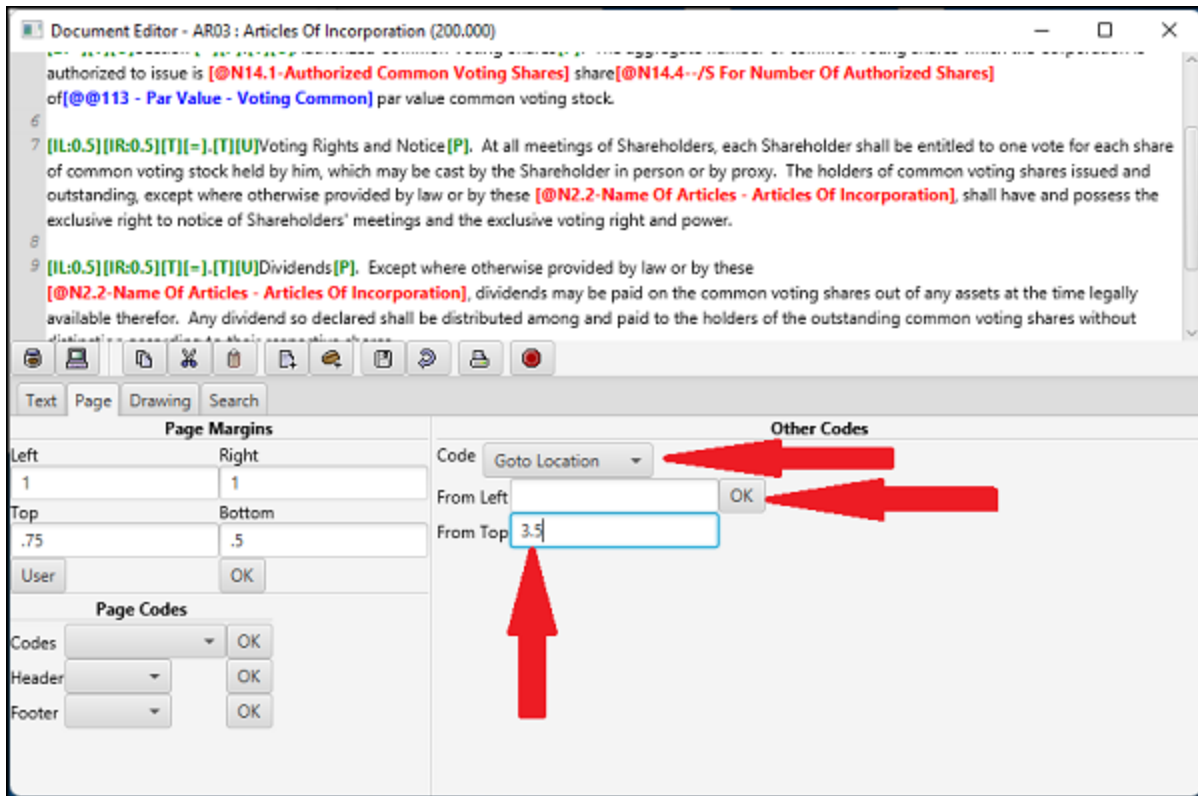 Document Editor - AR03 : Articles Of Incorporation (200.000)
authorized to issue is [@N14.1-Authorized Common Voting Shares] share[@N14.4--/S For Number Of Authorized Shares]
of[@@113 - Par Value - Voting Common] par value common voting stock.
6
7 [IL:0.5][IR:0.5][T][=].[T][U]Voting Rights and Notice[P]. At all meetings of Shareholders, each Shareholder shall be entitled to one vote for each share
of common voting stock held by him, which may be cast by the Shareholder in person or by proxy. The holders of common voting shares issued and
outstanding, except where otherwise provided by law or by these [@N2.2-Name Of Articles - Articles Of Incorporation], shall have and possess the
exclusive right to notice of Shareholders' meetings and the exclusive voting right and power.
8
9 [IL:0.5][IR:0.5][T][=].[T][U]Dividends[P]. Except where otherwise provided by law or by these
[@N2.2-Name Of Articles - Articles Of Incorporation], dividends may be paid on the common voting shares out of any assets at the time legally
available therefor. Any dividend so declared shall be distributed among and paid to the holders of the outstanding common voting shares without
Text Page Drawing Search
Page Margins
Left Right
1 1
Top Bottom
.75 .5
User OK
Page Codes
Codes OK
Header OK
Footer OK
Other Codes
Code Goto Location
From Left OK
From Top 3.5